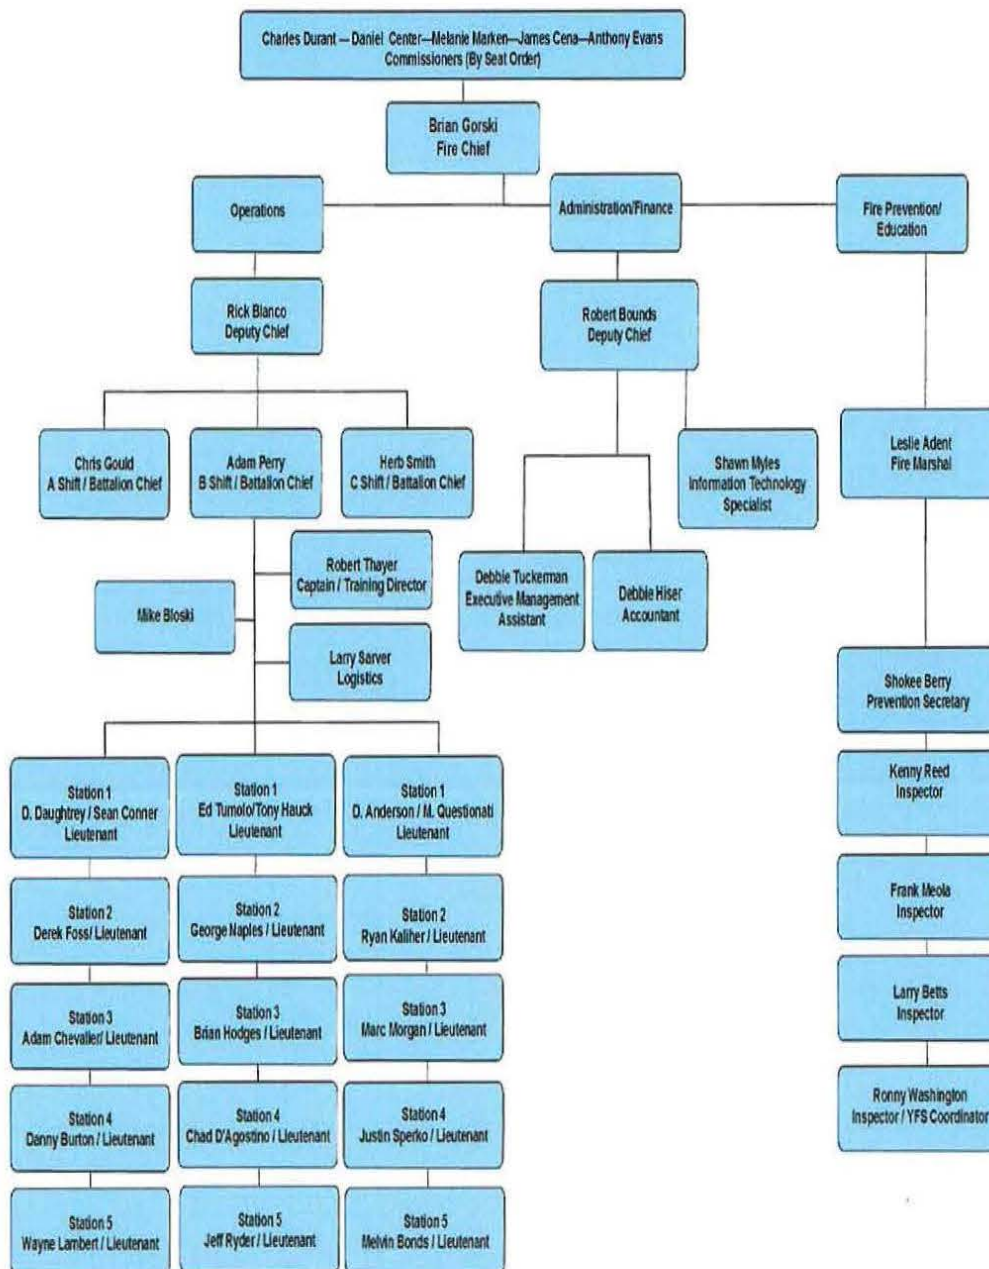 Charles Durant — Daniel Center—Melanie Marken—James Cena—Anthony Evans
Commissioners (By Seat Order)
Brian Gorski
Fire Chief
Operations
Administration/Finance
Fire Prevention/
Education
Rick Blanco
Deputy Chief
Robert Bounds
Deputy Chief
Chris Gould
A Shift / Battalion Chief
Adam Perry
B Shift / Battalion Chief
Herb Smith
C Shift / Battalion Chief
Shawn Myles
Information Technology
Specialist
Leslie Adent
Fire Marshal
Robert Thayer
Captain / Training Director
Mike Bloski
Larry Sarver
Logistics
Debbie Tuckerman
Executive Management
Assistant
Debbie Hiser
Accountant
Shokee Berry
Prevention Secretary
Kenny Reed
Inspector
Frank Meola
Inspector
Larry Betts
Inspector
Ronny Washington
Inspector / YFS Coordinator
Station 1
D. Daughtrey / Sean Conner
Lieutenant
Station 1
Ed Tumolo/Tony Hauck
Lieutenant
Station 1
D. Anderson / M. Questionati
Lieutenant
Station 2
Derek Foss/ Lieutenant
Station 2
George Naples / Lieutenant
Station 2
Ryan Kaliher / Lieutenant
Station 3
Adam Chevalier/ Lieutenant
Station 3
Brian Hodges / Lieutenant
Station 3
Marc Morgan / Lieutenant
Station 4
Danny Burton / Lieutenant
Station 4
Chad D'Agostino / Lieutenant
Station 4
Justin Sperko / Lieutenant
Station 5
Wayne Lambert / Lieutenant
Station 5
Jeff Ryder / Lieutenant
Station 5
Melvin Bonds / Lieutenant